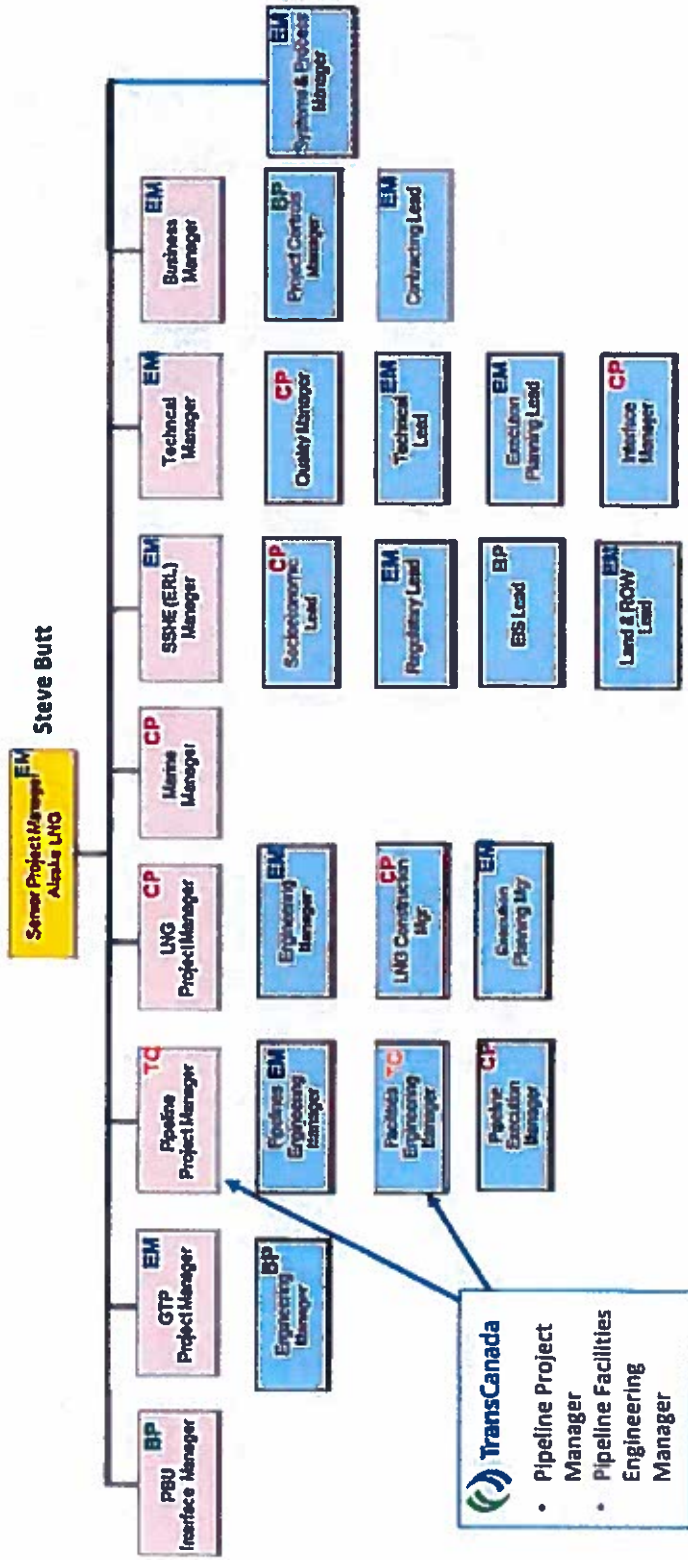 Senior Project Manager
Alaska LNG
EM
Steve Butt
PBU
Interface Manager
BP
GTP
Project Manager
EM
Engineering
Manager
BP
Pipeline
Project Manager
TC
Pipelines
Engineering
Manager
EM
Facilities
Engineering
Manager
TC
Pipeline
Execution
Manager
CP
LNG
Project Manager
CP
Engineering
Manager
EM
LNG Construction
Mgr
CP
Execution
Planning Mgr
EM
Marine
Manager
CP
SSHE (ERL)
Manager
EM
Socioeconomic
Lead
CP
Regulatory Lead
EM
Lead
BP
Land & ROW
Lead
EM
Technical
Manager
EM
Quality Manager
CP
Technical
Lead
EM
Execution
Planning Lead
EM
Interface
Manager
CP
Business
Manager
EM
Project Controls
Manager
BP
Contracting Lead
EM
Systems & Process
Manager
EM
TransCanada
• Pipeline Project
Manager
• Pipeline Facilities
Engineering
Manager